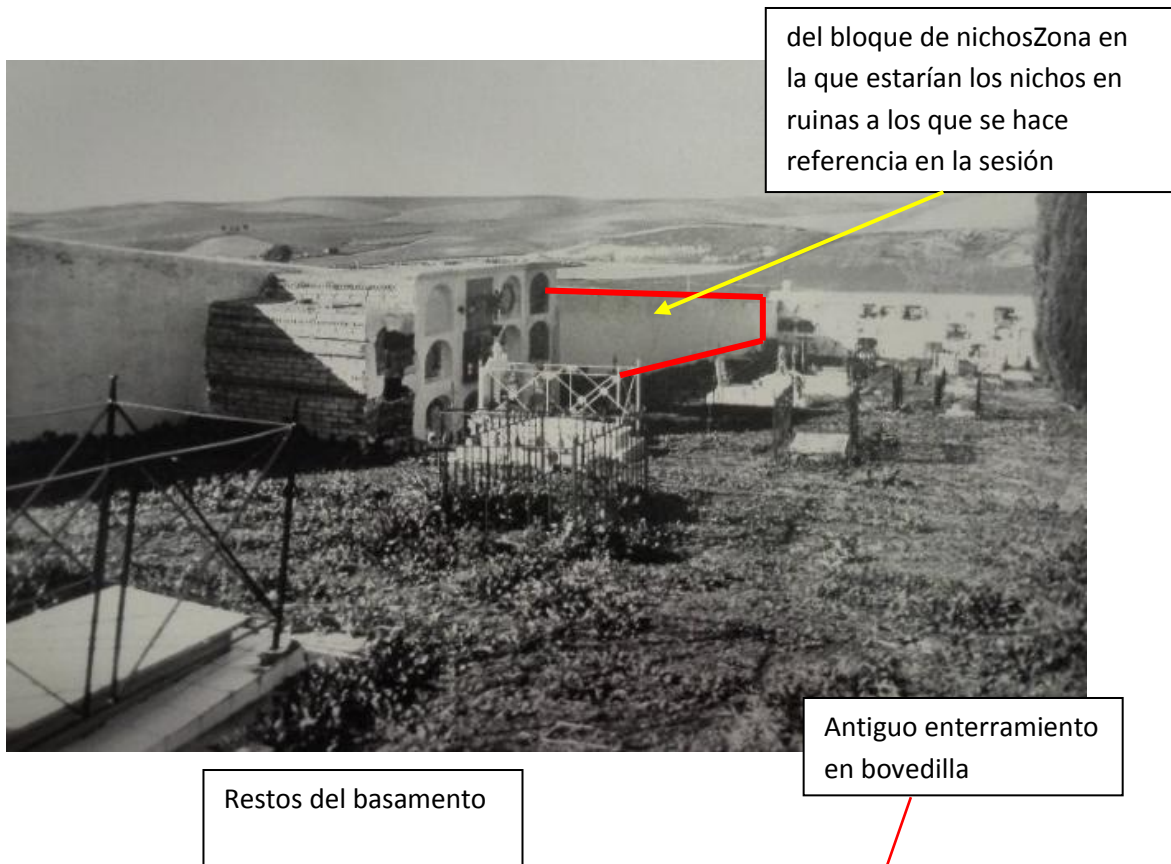 del bloque de nichosZona en
la que estarían los nichos en
ruinas a los que se hace
referencia en la sesión
Antiguo enterramiento
en bovedilla
Restos del basamento